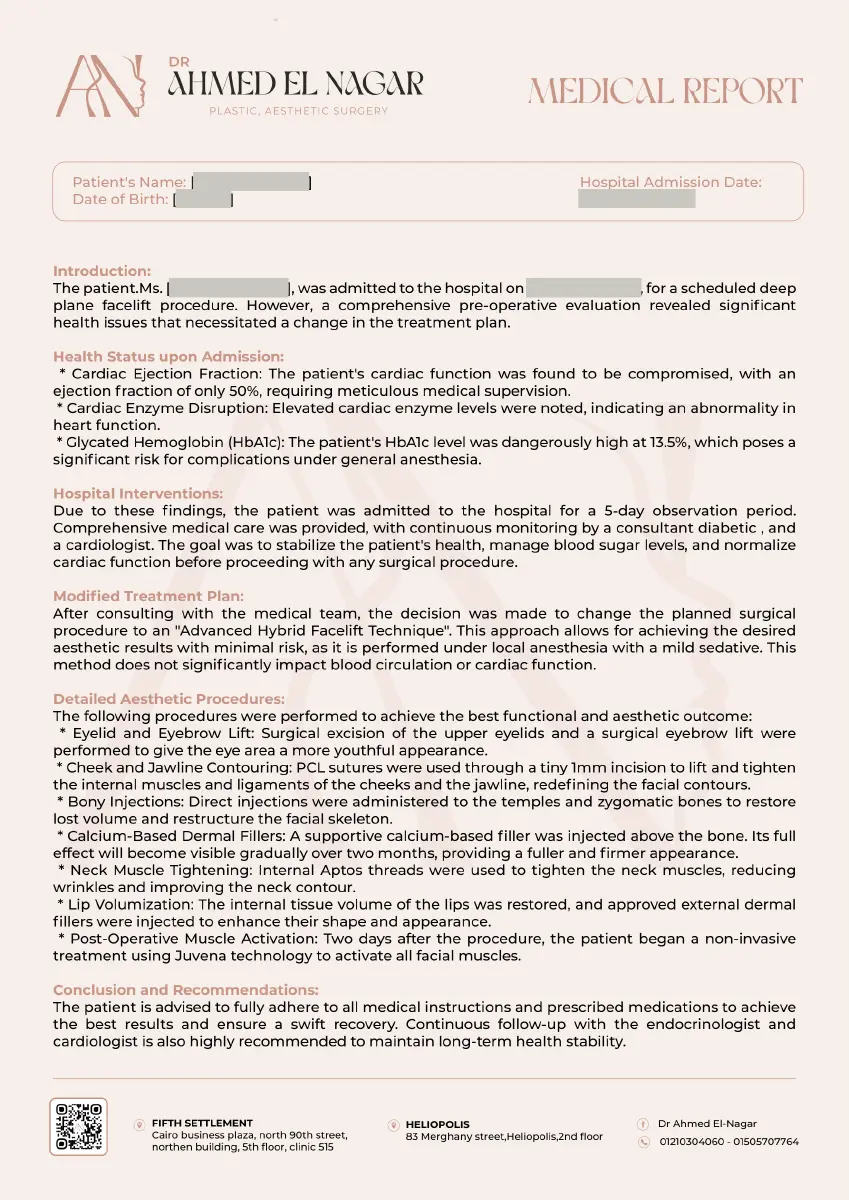 DR
AHMED EL NAGAR
PLASTIC, AESTHETIC SURGERY
MEDICAL REPORT
Patient's Name: [ ]
Date of Birth: [ ]
Hospital Admission Date:
Introduction:
The patient.Ms. [ ], was admitted to the hospital on , for a scheduled deep
plane facelift procedure. However, a comprehensive pre-operative evaluation revealed significant
health issues that necessitated a change in the treatment plan.
Health Status upon Admission:
* Cardiac Ejection Fraction: The patient's cardiac function was found to be compromised, with an
ejection fraction of only 50%, requiring meticulous medical supervision.
* Cardiac Enzyme Disruption: Elevated cardiac enzyme levels were noted, indicating an abnormality in
heart function.
* Glycated Hemoglobin (HbA1c): The patient's HbA1c level was dangerously high at 13.5%, which poses a
significant risk for complications under general anesthesia.
Hospital Interventions:
Due to these findings, the patient was admitted to the hospital for a 5-day observation period.
Comprehensive medical care was provided, with continuous monitoring by a consultant diabetic , and
a cardiologist. The goal was to stabilize the patient's health, manage blood sugar levels, and normalize
cardiac function before proceeding with any surgical procedure.
Modified Treatment Plan:
After consulting with the medical team, the decision was made to change the planned surgical
procedure to an "Advanced Hybrid Facelift Technique". This approach allows for achieving the desired
aesthetic results with minimal risk, as it is performed under local anesthesia with a mild sedative. This
method does not significantly impact blood circulation or cardiac function.
Detailed Aesthetic Procedures:
The following procedures were performed to achieve the best functional and aesthetic outcome:
* Eyelid and Eyebrow Lift: Surgical excision of the upper eyelids and a surgical eyebrow lift were
performed to give the eye area a more youthful appearance.
* Cheek and Jawline Contouring: PCL sutures were used through a tiny 1mm incision to lift and tighten
the internal muscles and ligaments of the cheeks and the jawline, redefining the facial contours.
* Bony Injections: Direct injections were administered to the temples and zygomatic bones to restore
lost volume and restructure the facial skeleton.
* Calcium-Based Dermal Fillers: A supportive calcium-based filler was injected above the bone. Its full
effect will become visible gradually over two months, providing a fuller and firmer appearance.
* Neck Muscle Tightening: Internal Aptos threads were used to tighten the neck muscles, reducing
wrinkles and improving the neck contour.
* Lip Volumization: The internal tissue volume of the lips was restored, and approved external dermal
fillers were injected to enhance their shape and appearance.
* Post-Operative Muscle Activation: Two days after the procedure, the patient began a non-invasive
treatment using Juvena technology to activate all facial muscles.
Conclusion and Recommendations:
The patient is advised to fully adhere to all medical instructions and prescribed medications to achieve
the best results and ensure a swift recovery. Continuous follow-up with the endocrinologist and
cardiologist is also highly recommended to maintain long-term health stability.
FIFTH SETTLEMENT
Cairo business plaza, north 90th street,
northen building, 5th floor, clinic 515
HELIOPOLIS
83 Merghany street,Heliopolis,2nd floor
Dr Ahmed El-Nagar
01210304060 - 01505707764